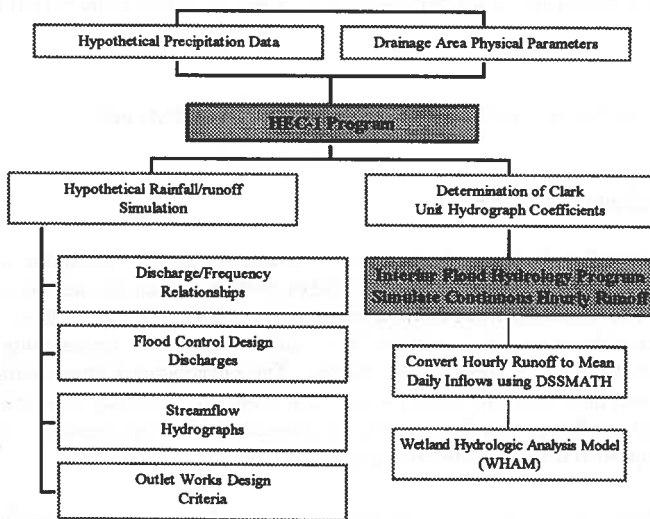 Hypothetical Precipitation Data
Drainage Area Physical Parameters
HEC-1 Program
Hypothetical Rainfall/runoff
Simulation
Discharge/Frequency
Relationships
Flood Control Design
Discharges
Streamflow
Hydrographs
Outlet Works Design
Criteria
Determination of Clark
Unit Hydrograph Coefficients
Interior Flood Hydrology Program
Simulate Continuous Hourly Runoff
Convert Hourly Runoff to Mean
Daily Inflows using DSSMATH
Wetland Hydrologic Analysis Model
(WHAM)